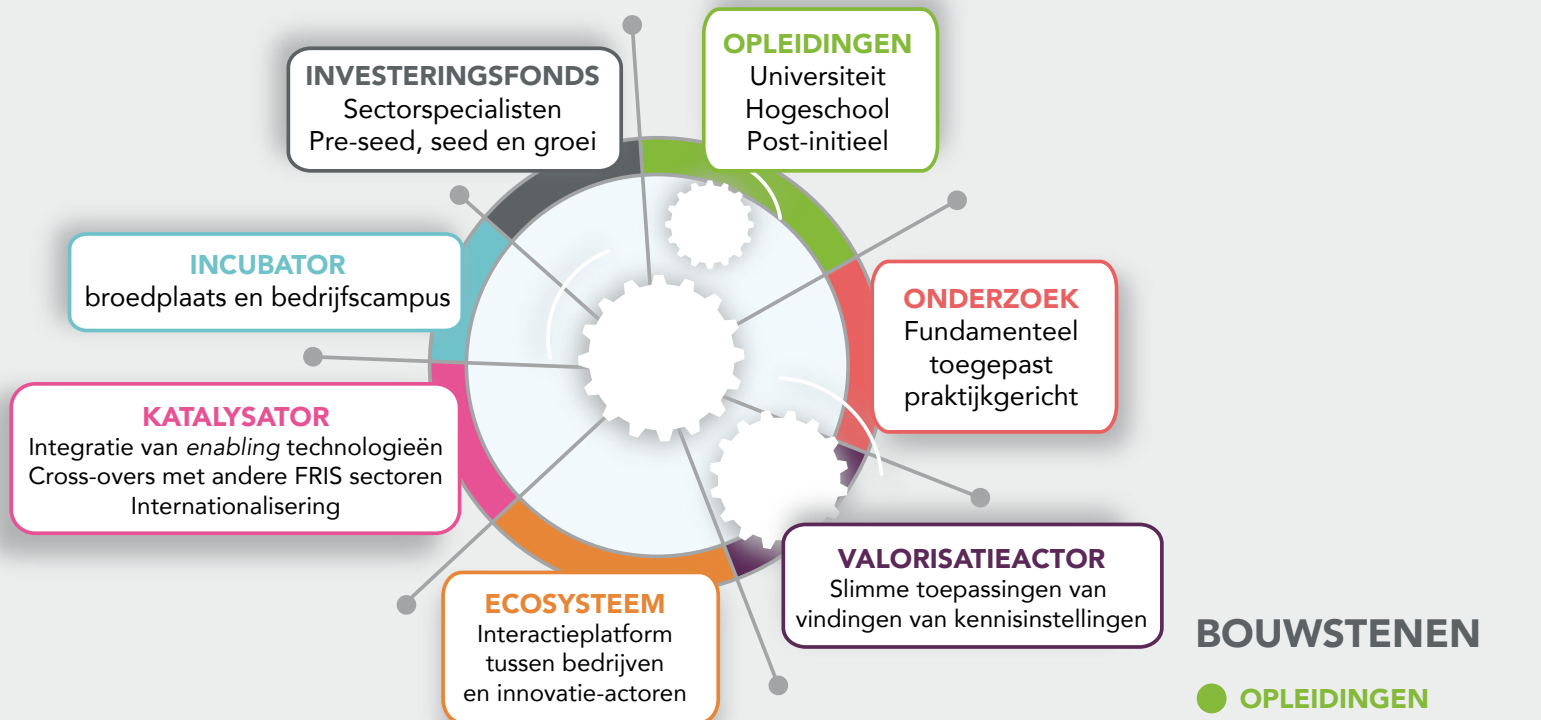 OPLEIDINGEN
Universiteit
Hogeschool
Post-initieel
INVESTERINGSFONDS
Sectorspecialisten
Pre-seed, seed en groei
INCUBATOR
broedplaats en bedrijfscampus
ONDERZOEK
Fundamenteel
toegepast
praktijkgericht
KATALYSATOR
Integratie van enabling technologieën
Cross-overs met andere FRIS sectoren
Internationalisering
VALORISATIEACTOR
Slimme toepassingen van
vindingen van kennisinstellingen
ECOSYSTEEM
Interactieplatform
tussen bedrijven
en innovatie-actoren
BOUWSTENEN
OPLEIDINGEN